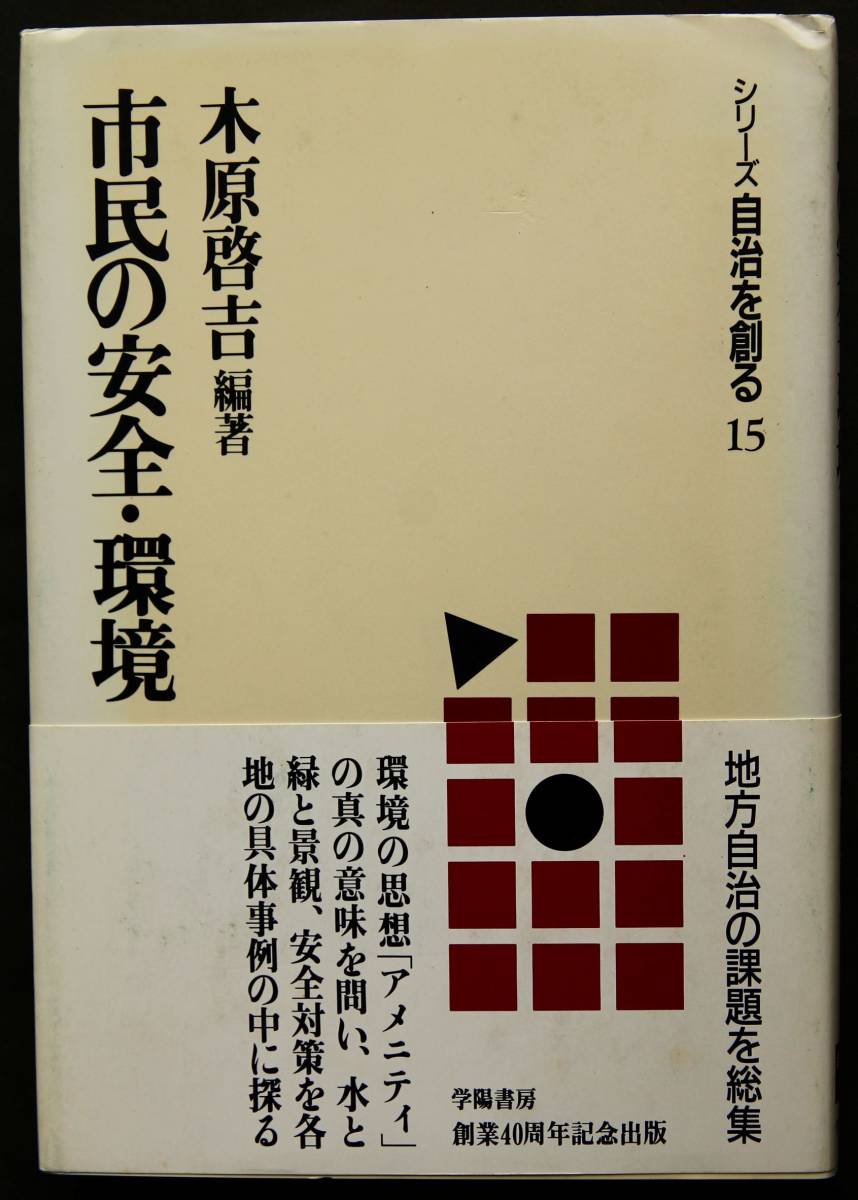 シリーズ 自治を創る 15
木原啓吉 編著
市民の安全・環境
地方自治の課題を総集
環境の思想「アメニティ」
の真の意味を問い、水と
緑と景観、安全対策を各
地の具体事例の中に探る
学陽書房
創業40周年記念出版